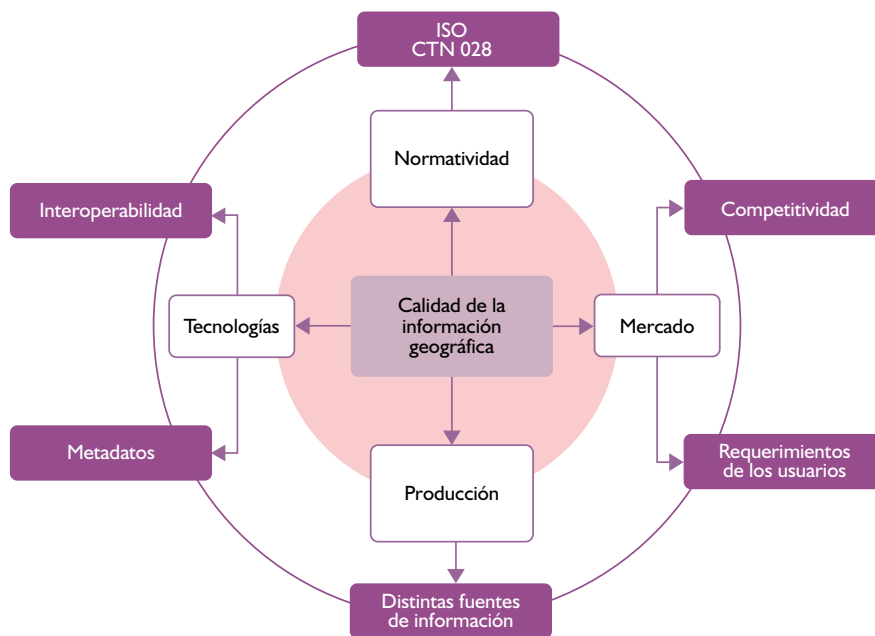 ISO
CTN 028
Normatividad
Interoperabilidad
Competitividad
Tecnologías
Calidad de la
información
geográfica
Mercado
Metadatos
Requerimientos
de los usuarios
Producción
Distintas fuentes
de información